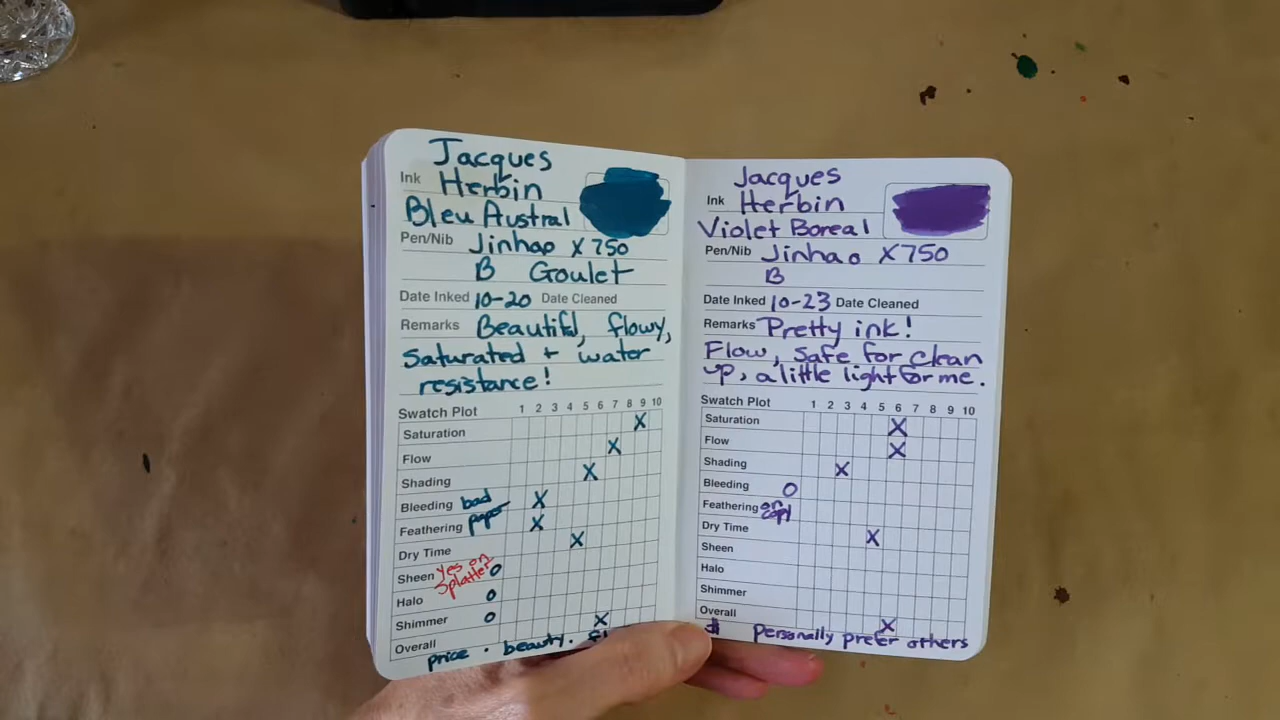 Jacques
Ink Herbin
Bleu Austral
Pen/Nib Jinhao X750
B Goulet
Date Inked 10-20 Date Cleaned
Remarks Beautiful, flowy,
saturated + water
resistance!
Swatch Plot 1 2 3 4 5 6 7 8 9 10
Saturation X
Flow X
Shading X
Bleeding bad X
Feathering paper X
Dry Time X
Sheen yes on splatter O
Halo O
Shimmer O
Overall X
price . beauty.
Jacques
Ink Herbin
Violet Boreal
Pen/Nib Jinhao X750
B
Date Inked 10-23 Date Cleaned
Remarks Pretty ink!
Flow, safe for clean
up, a little light for me.
Swatch Plot 1 2 3 4 5 6 7 8 9 10
Saturation X
Flow X
Shading X
Bleeding O
Feathering on
Dry Time X
Sheen
Halo
Shimmer
Overall X
Personally prefer others